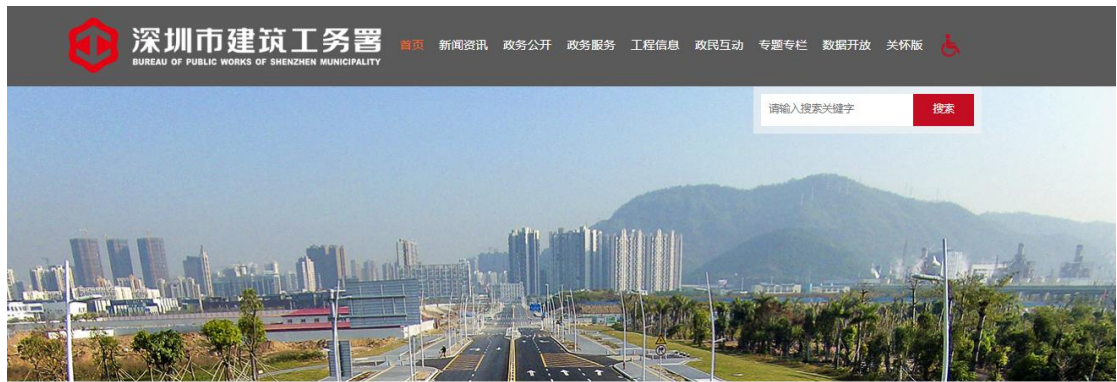 深圳市建筑工务署
BUREAU OF PUBLIC WORKS OF SHENZHEN MUNICIPALITY
首页 新闻资讯 政务公开 政务服务 工程信息 政民互动 专题专栏 数据开放 关怀版
请输入搜索关键字 搜索